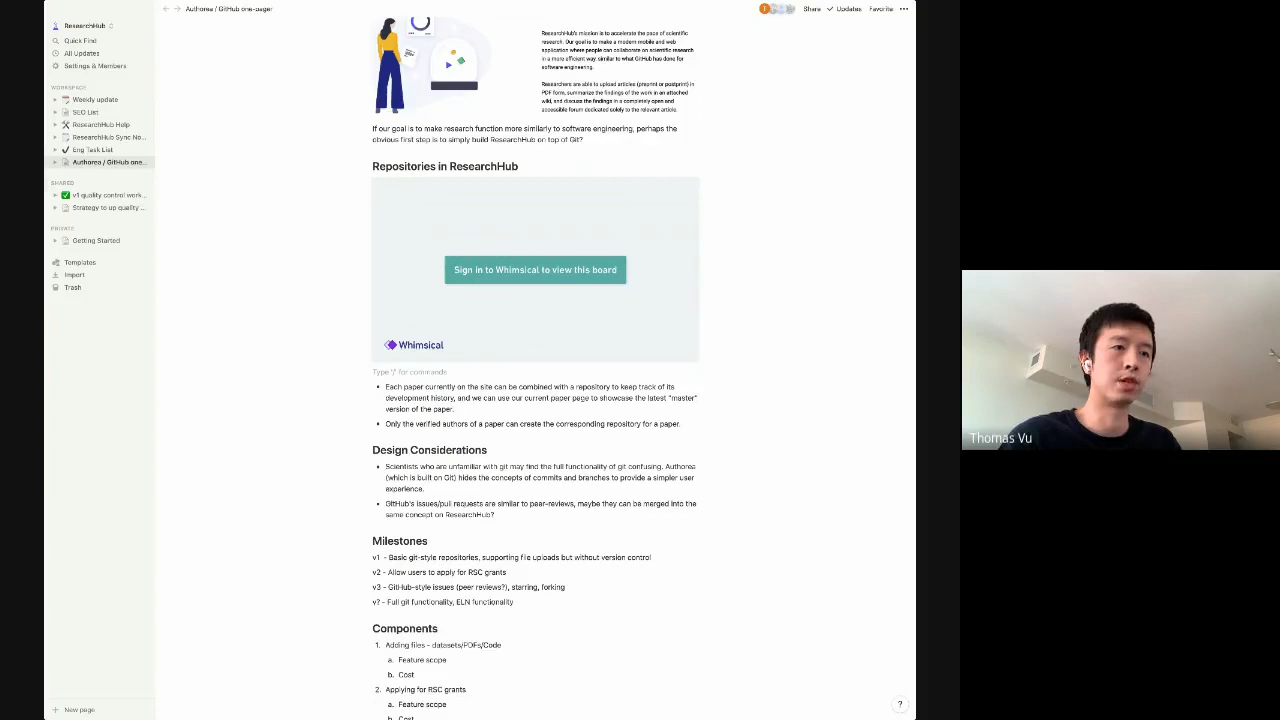 ResearchHub
Authorea / GitHub one-pager
Share
Updates
Favorite
Quick Find
All Updates
Settings & Members
WORKSPACE
Weekly update
SEO List
ResearchHub Help
ResearchHub Sync No...
Eng Task List
Authorea / GitHub one...
SHARED
v1 quality control work...
Strategy to up quality ...
PRIVATE
Getting Started
Templates
Import
Trash
New page
ResearchHub's mission is to accelerate the pace of scientific
research. Our goal is to make a modern mobile and web
application where people can collaborate on scientific research
in a more efficient way, similar to what GitHub has done for
software engineering.
Researchers are able to upload articles (preprint or postprint) in
PDF form, summarize the findings of the work in an attached
wiki, and discuss the findings in a completely open and
accessible forum dedicated solely to the relevant article.
If our goal is to make research function more similarly to software engineering, perhaps the
obvious first step is to simply build ResearchHub on top of Git?
Repositories in ResearchHub
Sign in to Whimsical to view this board
Whimsical
Type '/' for commands
• Each paper currently on the site can be combined with a repository to keep track of its
development history, and we can use our current paper page to showcase the latest "master"
version of the paper.
• Only the verified authors of a paper can create the corresponding repository for a paper.
Design Considerations
• Scientists who are unfamiliar with git may find the full functionality of git confusing. Authorea
(which is built on Git) hides the concepts of commits and branches to provide a simpler user
experience.
• GitHub's issues/pull requests are similar to peer-reviews, maybe they can be merged into the
same concept on ResearchHub?
Milestones
v1 - Basic git-style repositories, supporting file uploads but without version control
v2 - Allow users to apply for RSC grants
v3 - GitHub-style issues (peer reviews?), starring, forking
v? - Full git functionality, ELN functionality
Components
1. Adding files - datasets/PDFs/Code
a. Feature scope
b. Cost
2. Applying for RSC grants
a. Feature scope
b. Cost
?
Thomas Vu